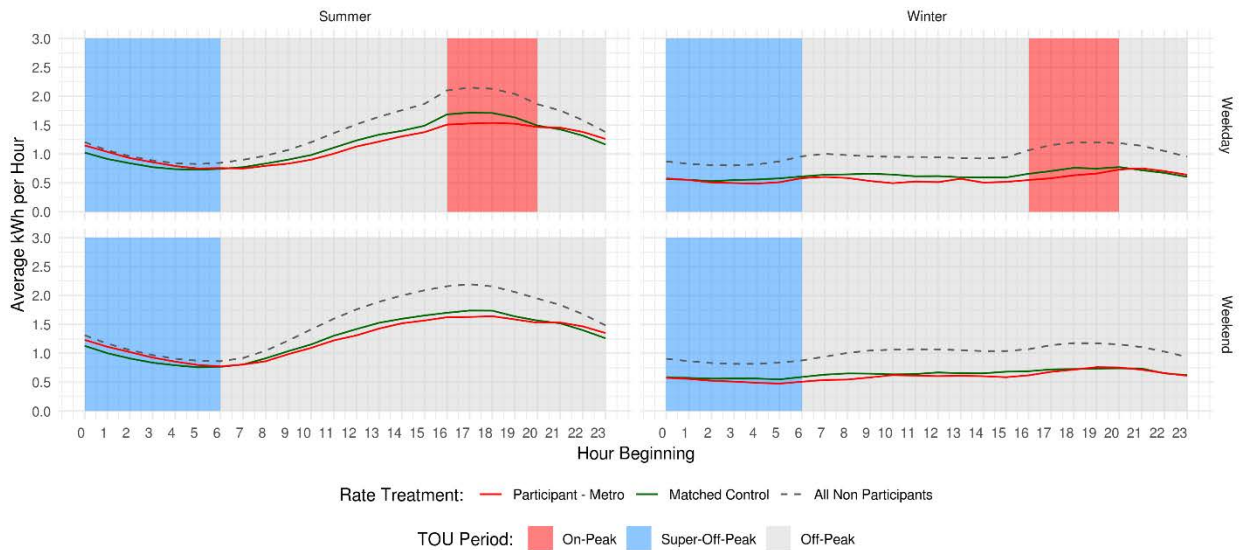 Summer
Winter
3.0
2.5
2.0
1.5
1.0
0.5
0.0
Weekday
3.0
2.5
2.0
1.5
1.0
0.5
0.0
Weekend
Average kWh per Hour
0 1 2 3 4 5 6 7 8 9 10 11 12 13 14 15 16 17 18 19 20 21 22 23
0 1 2 3 4 5 6 7 8 9 10 11 12 13 14 15 16 17 18 19 20 21 22 23
Hour Beginning
Rate Treatment: Participant - Metro Matched Control All Non Participants
TOU Period: On-Peak Super-Off-Peak Off-Peak